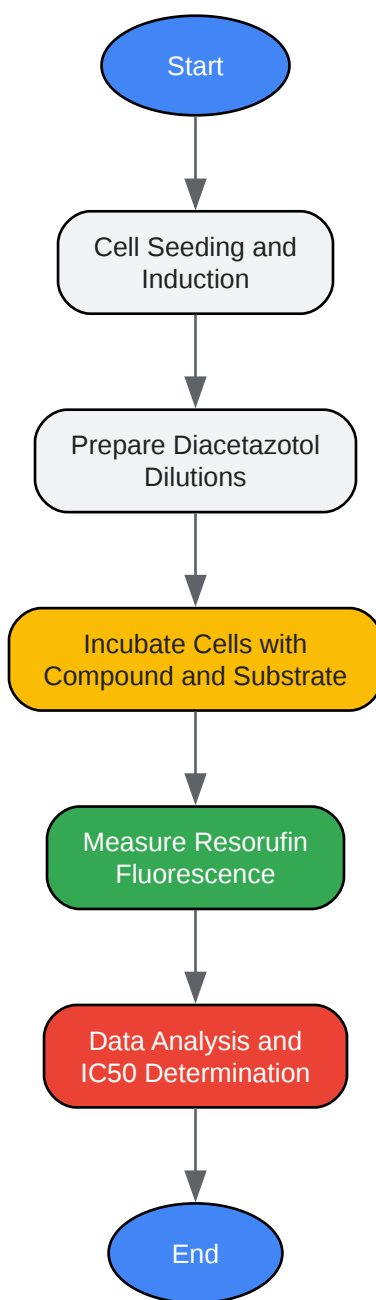 Start
Cell Seeding and
Induction
Prepare Diacetazotol
Dilutions
Incubate Cells with
Compound and Substrate
Measure Resorufin
Fluorescence
Data Analysis and
IC50 Determination
End